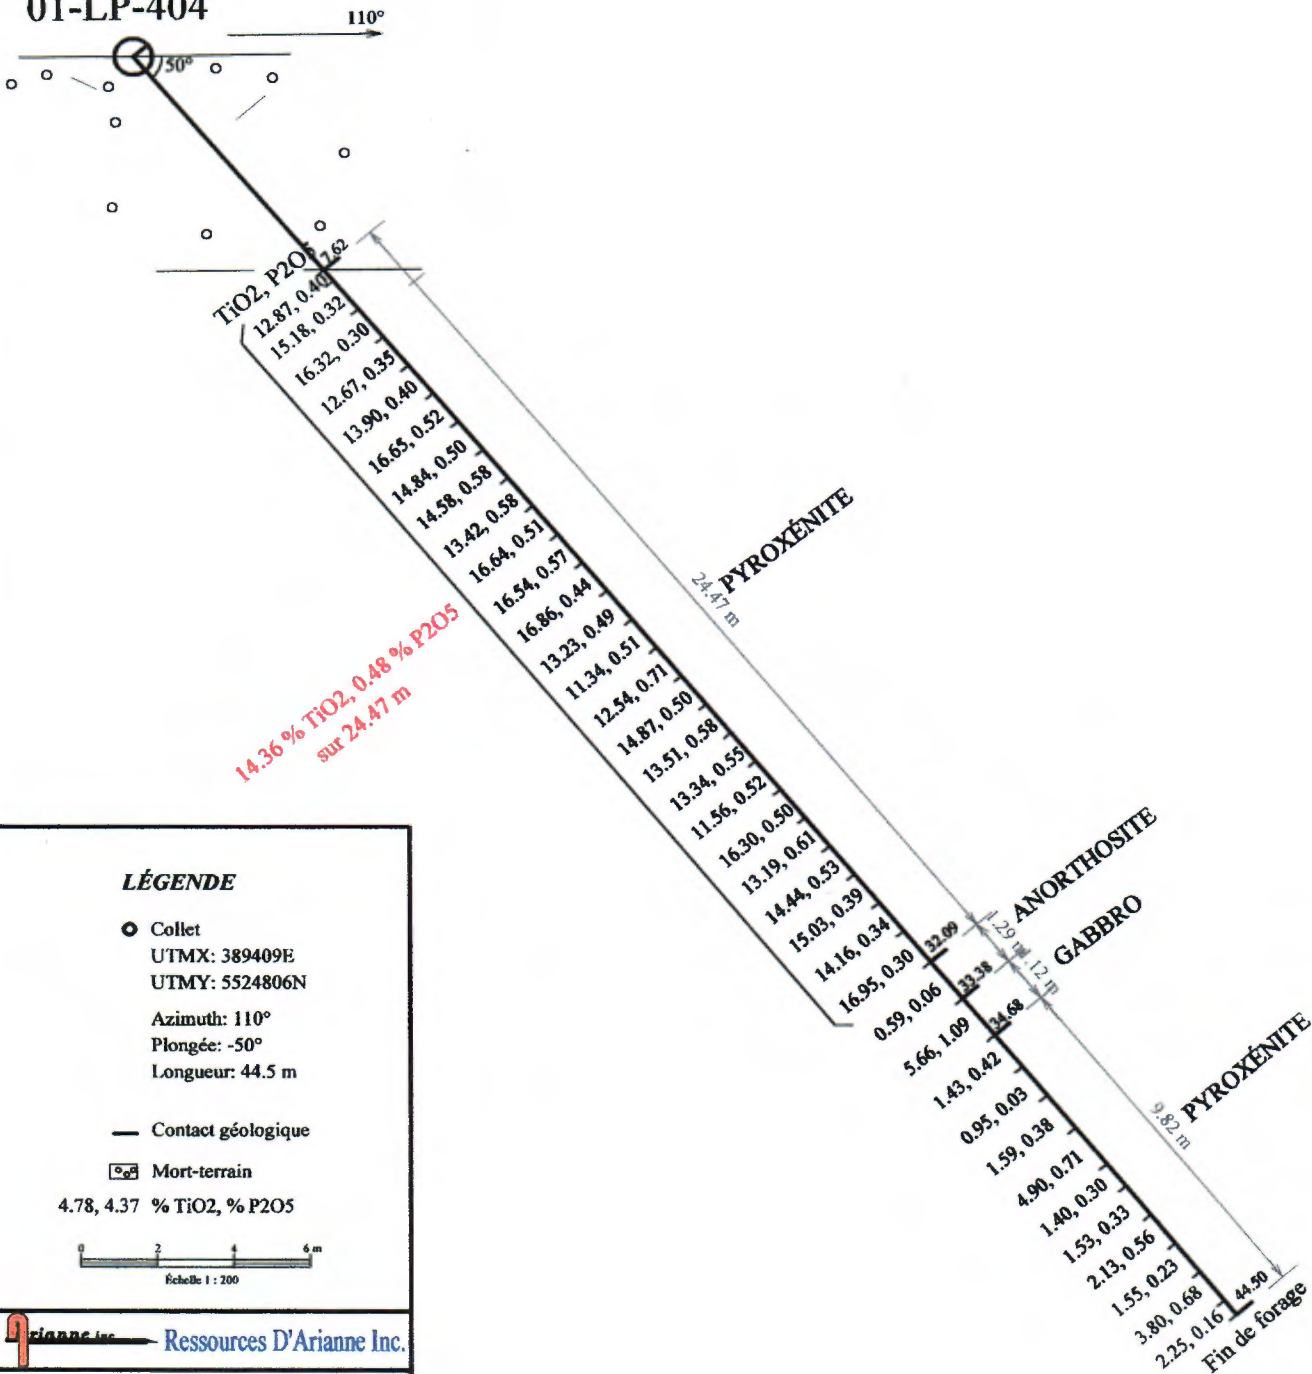 01-LP-404
110°
50°
TiO2, P2O5
7.62
12.87, 0.40
15.18, 0.32
16.32, 0.30
12.67, 0.35
13.90, 0.40
16.65, 0.52
14.84, 0.50
14.58, 0.58
13.42, 0.58
16.64, 0.51
16.54, 0.57
16.86, 0.44
13.23, 0.49
11.34, 0.51
12.54, 0.71
14.87, 0.50
13.51, 0.58
13.34, 0.55
11.56, 0.52
16.30, 0.50
13.19, 0.61
14.44, 0.53
15.03, 0.39
14.16, 0.34
16.95, 0.30
0.59, 0.06
5.66, 1.09
1.43, 0.42
0.95, 0.03
1.59, 0.38
4.90, 0.71
1.40, 0.30
1.53, 0.33
2.13, 0.56
1.55, 0.23
3.80, 0.68
2.25, 0.16
32.09
33.38
34.68
44.50
Fin de forage
PYROXÉNITE
24.47 m
ANORTHOSITE
1.29 m
GABBRO
1.12 m
PYROXÉNITE
9.82 m
14.36 % TiO2, 0.48 % P2O5
sur 24.47 m
LÉGENDE
Collet
UTMX: 389409E
UTMY: 5524806N
Azimuth: 110°
Plongée: -50°
Longueur: 44.5 m
Contact géologique
Mort-terrain
4.78, 4.37 % TiO2, % P2O5
0 2 4 6 m
Échelle 1 : 200
Arianne inc
Ressources D'Arianne Inc.